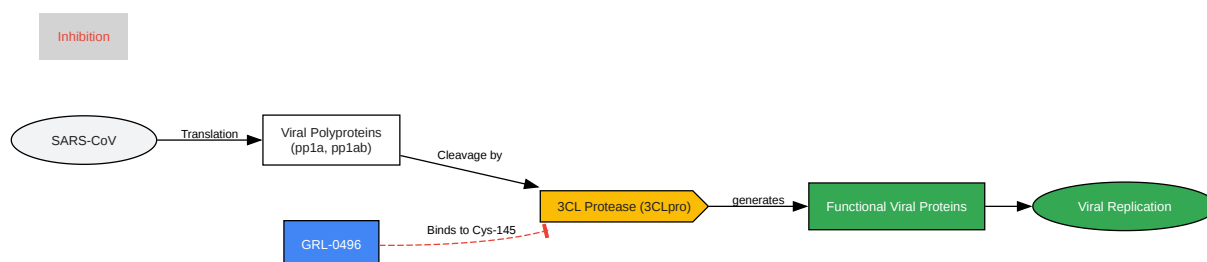 Inhibition
SARS-CoV
Translation
Viral Polyproteins
(pp1a, pp1ab)
Cleavage by
3CL Protease (3CLpro)
generates
Functional Viral Proteins
Viral Replication
GRL-0496
Binds to Cys-145